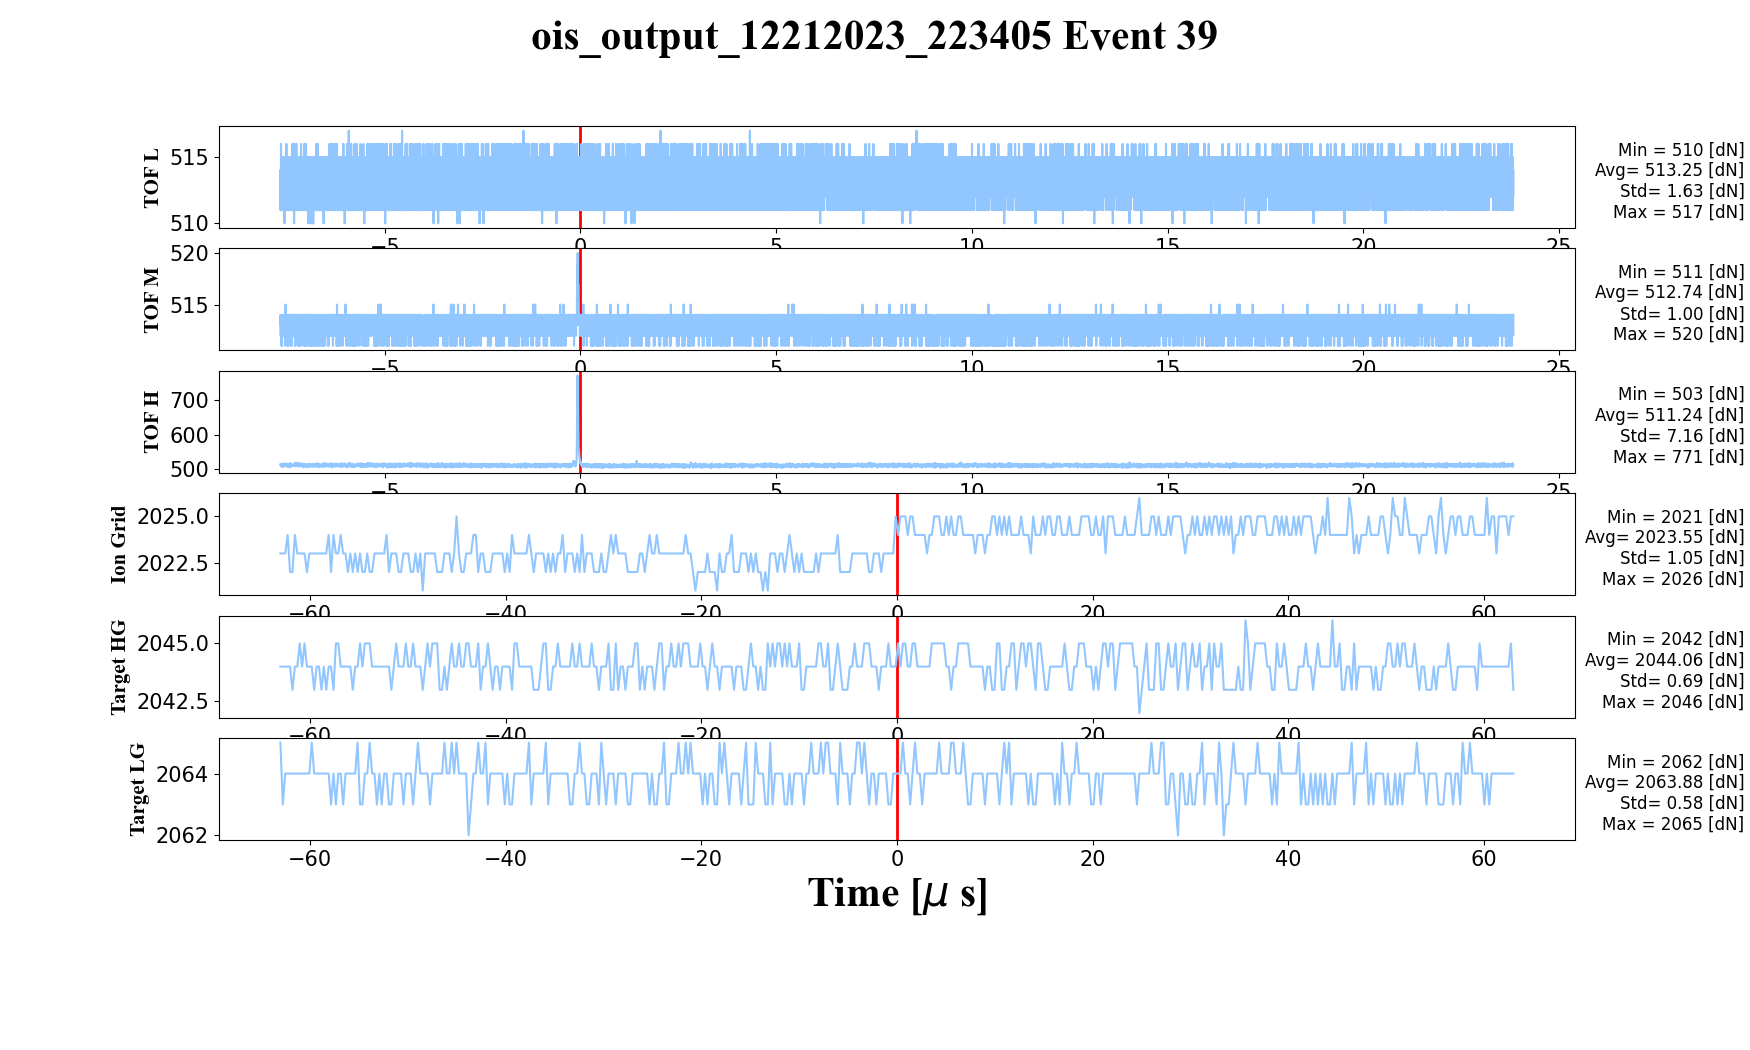 ois_output_12212023_223405 Event 39
TOF L
515
510
Min = 510 [dN]
Avg= 513.25 [dN]
Std= 1.63 [dN]
Max = 517 [dN]
−5 0 5 10 15 20 25
TOF M
520
515
Min = 511 [dN]
Avg= 512.74 [dN]
Std= 1.00 [dN]
Max = 520 [dN]
−5 0 5 10 15 20 25
TOF H
700
600
500
Min = 503 [dN]
Avg= 511.24 [dN]
Std= 7.16 [dN]
Max = 771 [dN]
−5 0 5 10 15 20 25
Ion Grid
2025.0
2022.5
Min = 2021 [dN]
Avg= 2023.55 [dN]
Std= 1.05 [dN]
Max = 2026 [dN]
−60 −40 −20 0 20 40 60
Target HG
2045.0
2042.5
Min = 2042 [dN]
Avg= 2044.06 [dN]
Std= 0.69 [dN]
Max = 2046 [dN]
−60 −40 −20 0 20 40 60
Target LG
2064
2062
Min = 2062 [dN]
Avg= 2063.88 [dN]
Std= 0.58 [dN]
Max = 2065 [dN]
−60 −40 −20 0 20 40 60
Time [μ s]